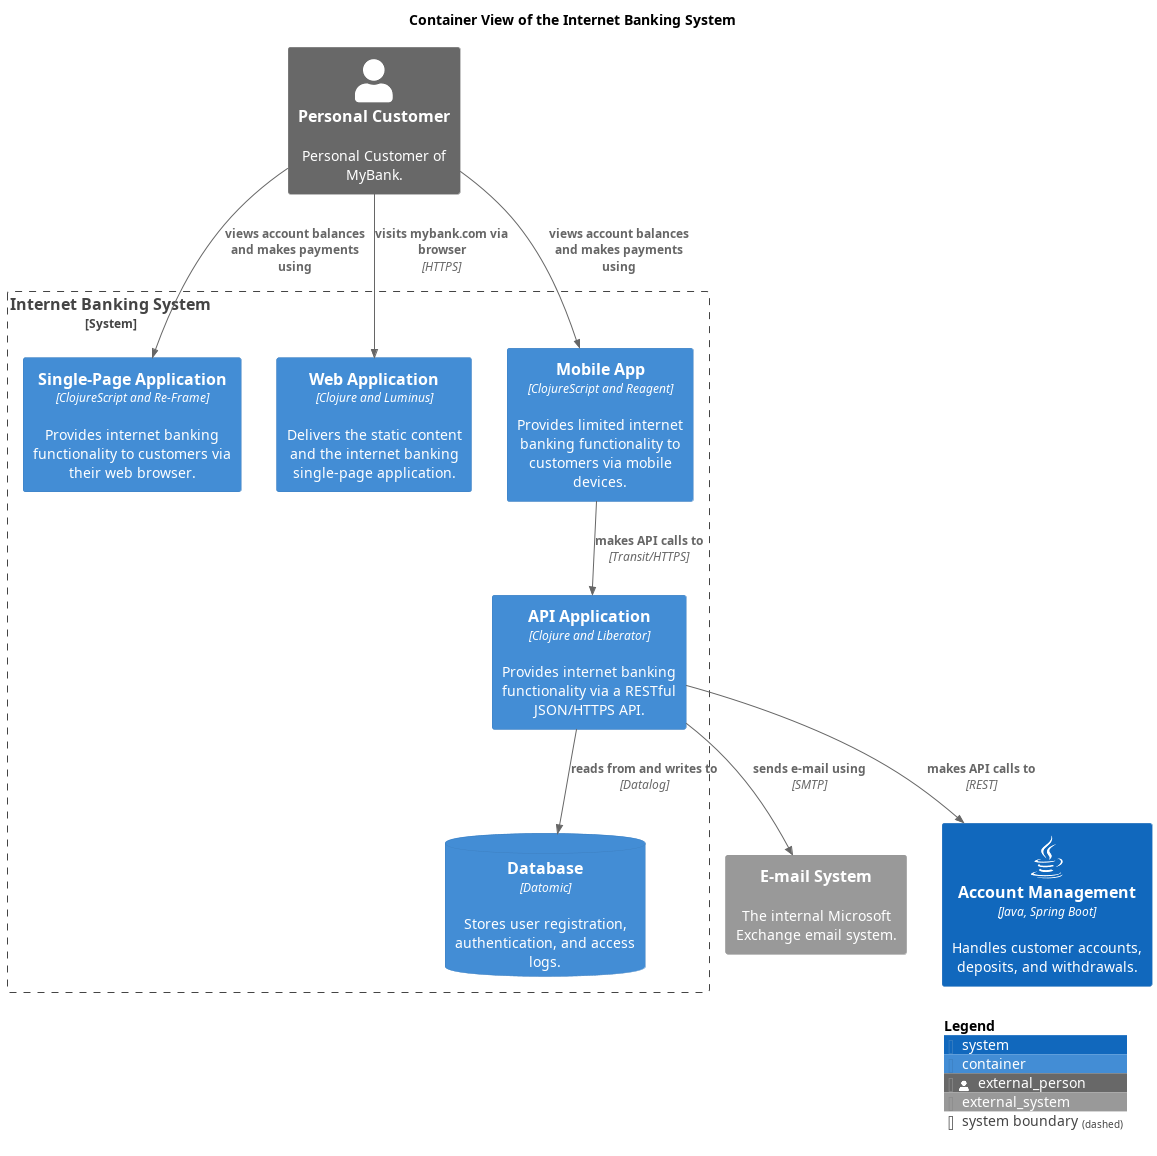 Container View of the Internet Banking System
Personal Customer
Personal Customer of
MyBank.
views account balances
and makes payments
using
visits mybank.com via
browser
[HTTPS]
views account balances
and makes payments
using
Internet Banking System
[System]
Single-Page Application
[ClojureScript and Re-Frame]
Provides internet banking
functionality to customers via
their web browser.
Web Application
[Clojure and Luminus]
Delivers the static content
and the internet banking
single-page application.
Mobile App
[ClojureScript and Reagent]
Provides limited internet
banking functionality to
customers via mobile
devices.
makes API calls to
[Transit/HTTPS]
API Application
[Clojure and Liberator]
Provides internet banking
functionality via a RESTful
JSON/HTTPS API.
reads from and writes to
[Datalog]
sends e-mail using
[SMTP]
makes API calls to
[REST]
Database
[Datomic]
Stores user registration,
authentication, and access
logs.
E-mail System
The internal Microsoft
Exchange email system.
Account Management
[Java, Spring Boot]
Handles customer accounts,
deposits, and withdrawals.
Legend
system
container
external_person
external_system
system boundary (dashed)